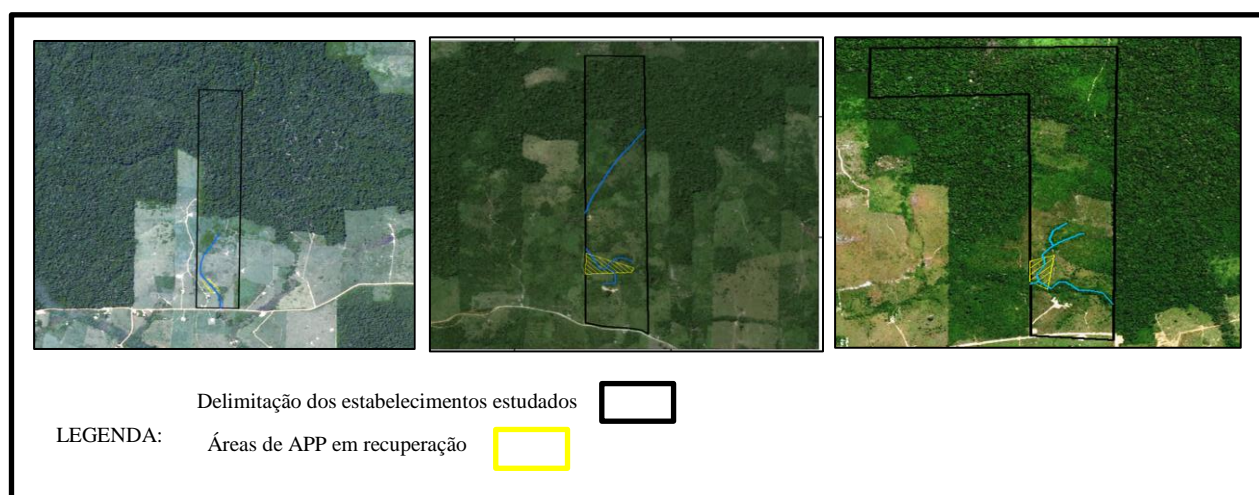 Delimitação dos estabelecimentos estudados
LEGENDA:
Áreas de APP em recuperação